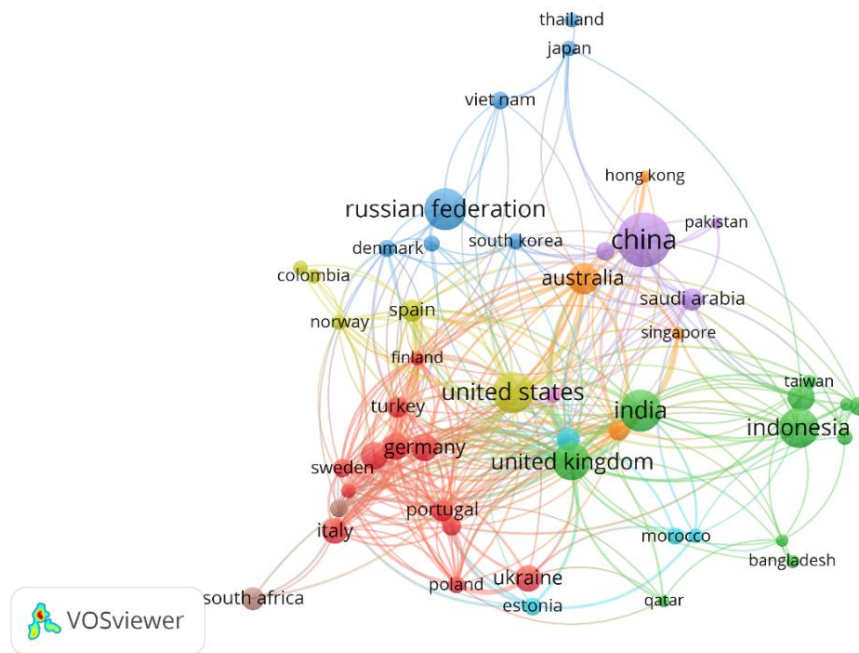 thailand
japan
viet nam
hong kong
russian federation
pakistan
china
south korea
denmark
australia
colombia
saudi arabia
spain
norway
singapore
finland
taiwan
united states
turkey
india
indonesia
germany
united kingdom
sweden
portugal
italy
morocco
bangladesh
ukraine
poland
south africa
estonia
qatar
VOSviewer